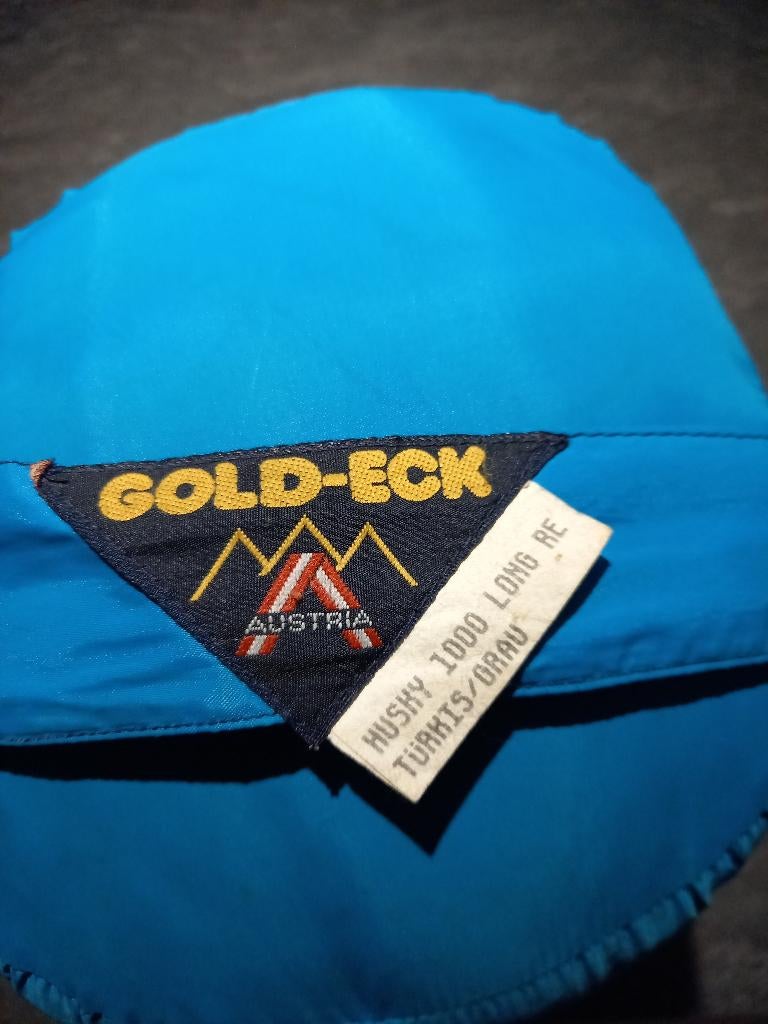 GOLD-ECK
AUSTRIA
HUSKY 1000 LONG RE
TÜRKIS/GRAU